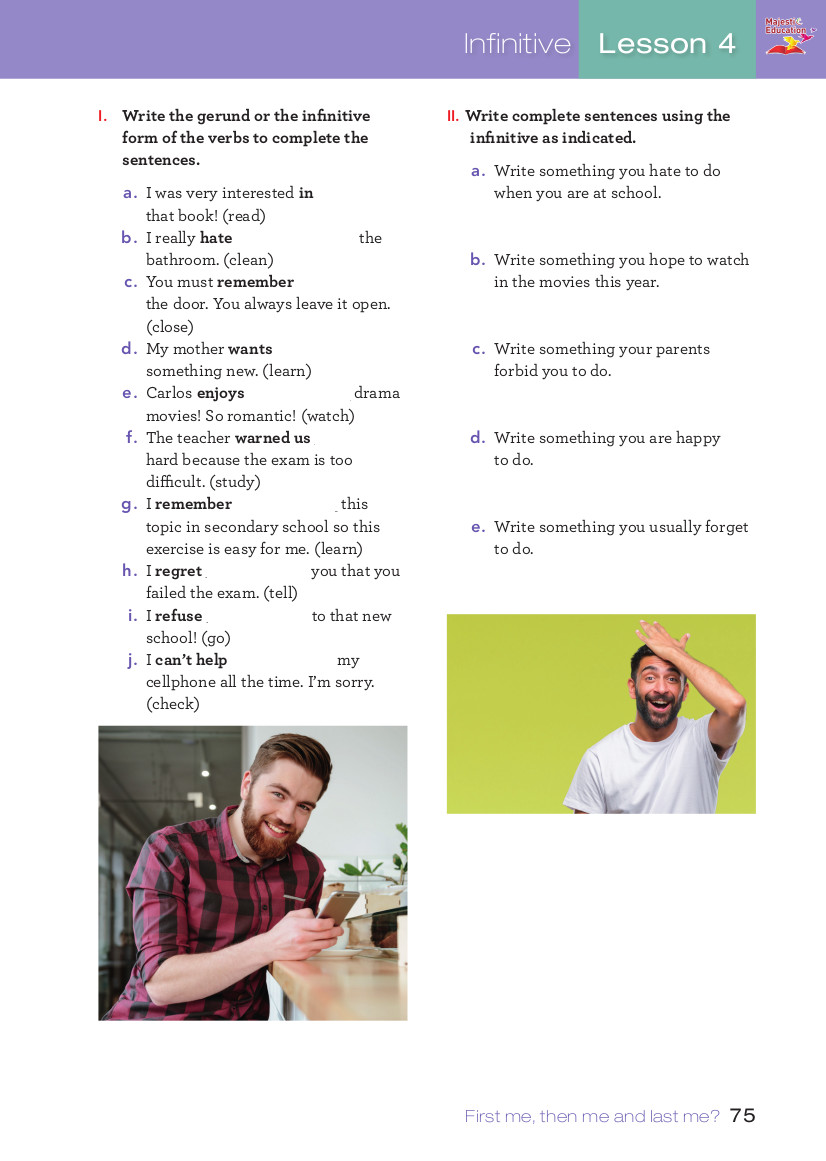 Infinitive Lesson 4
Majestic
Education
I. Write the gerund or the infinitive
form of the verbs to complete the
sentences.
a. I was very interested in
that book! (read)
b. I really hate the
bathroom. (clean)
c. You must remember
the door. You always leave it open.
(close)
d. My mother wants
something new. (learn)
e. Carlos enjoys drama
movies! So romantic! (watch)
f. The teacher warned us
hard because the exam is too
difficult. (study)
g. I remember this
topic in secondary school so this
exercise is easy for me. (learn)
h. I regret you that you
failed the exam. (tell)
i. I refuse to that new
school! (go)
j. I can't help my
cellphone all the time. I'm sorry.
(check)
II. Write complete sentences using the
infinitive as indicated.
a. Write something you hate to do
when you are at school.
b. Write something you hope to watch
in the movies this year.
c. Write something your parents
forbid you to do.
d. Write something you are happy
to do.
e. Write something you usually forget
to do.
First me, then me and last me? 75